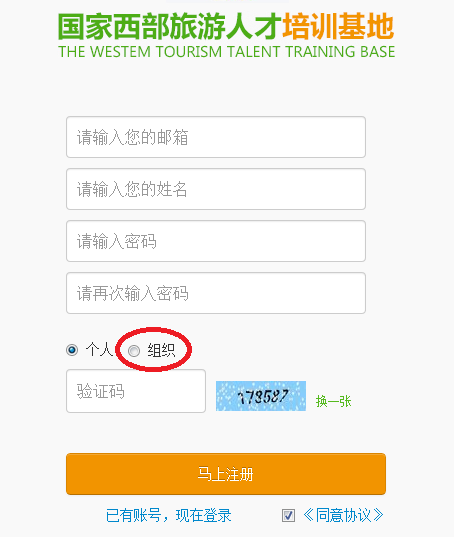 国家西部旅游人才培训基地
THE WESTEM TOURISM TALENT TRAINING BASE
请输入您的邮箱
请输入您的姓名
请输入密码
请再次输入密码
个人 组织
验证码 换一张
马上注册
已有账号，现在登录 《同意协议》